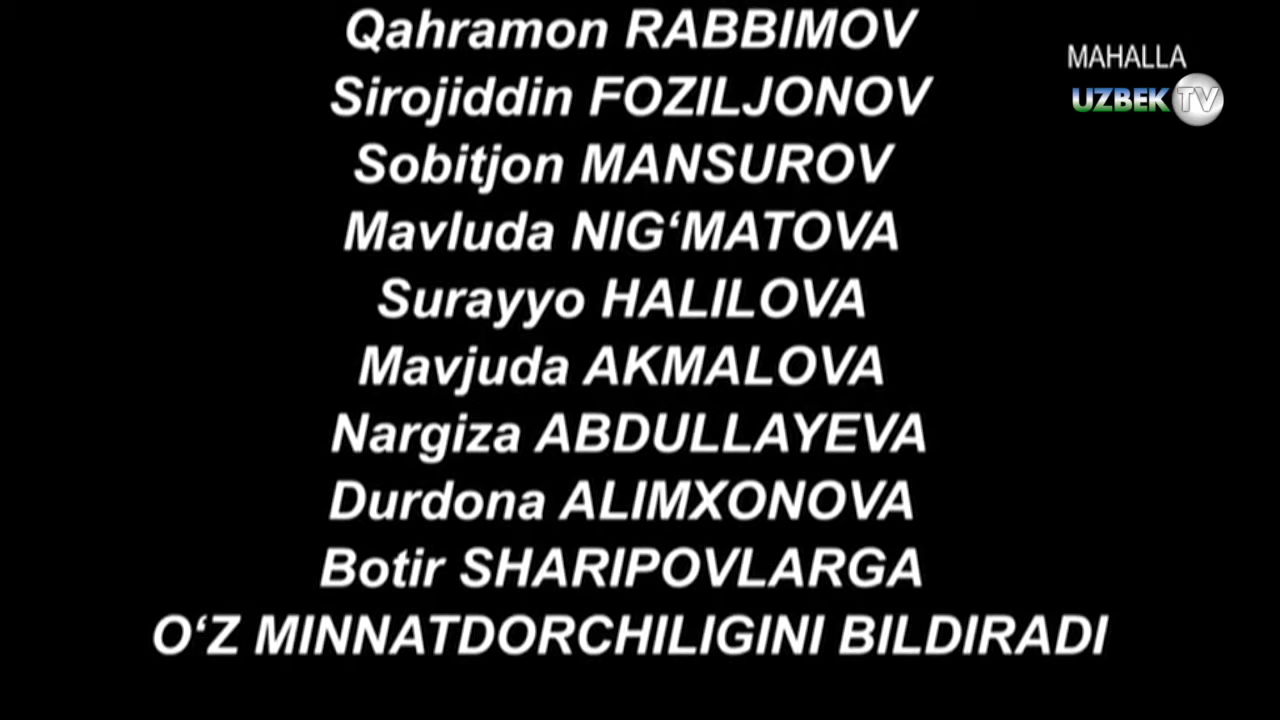 Qahramon RABBIMOV
MAHALLA
Sirojiddin FOZILJONOV
UZBEK TV
Sobitjon MANSUROV
Mavluda NIG‘MATOVA
Surayyo HALILOVA
Mavjuda AKMALOVA
Nargiza ABDULLAYEVA
Durdona ALIMXONOVA
Botir SHARIPOVLARGA
O‘Z MINNATDORCHILIGINI BILDIRADI